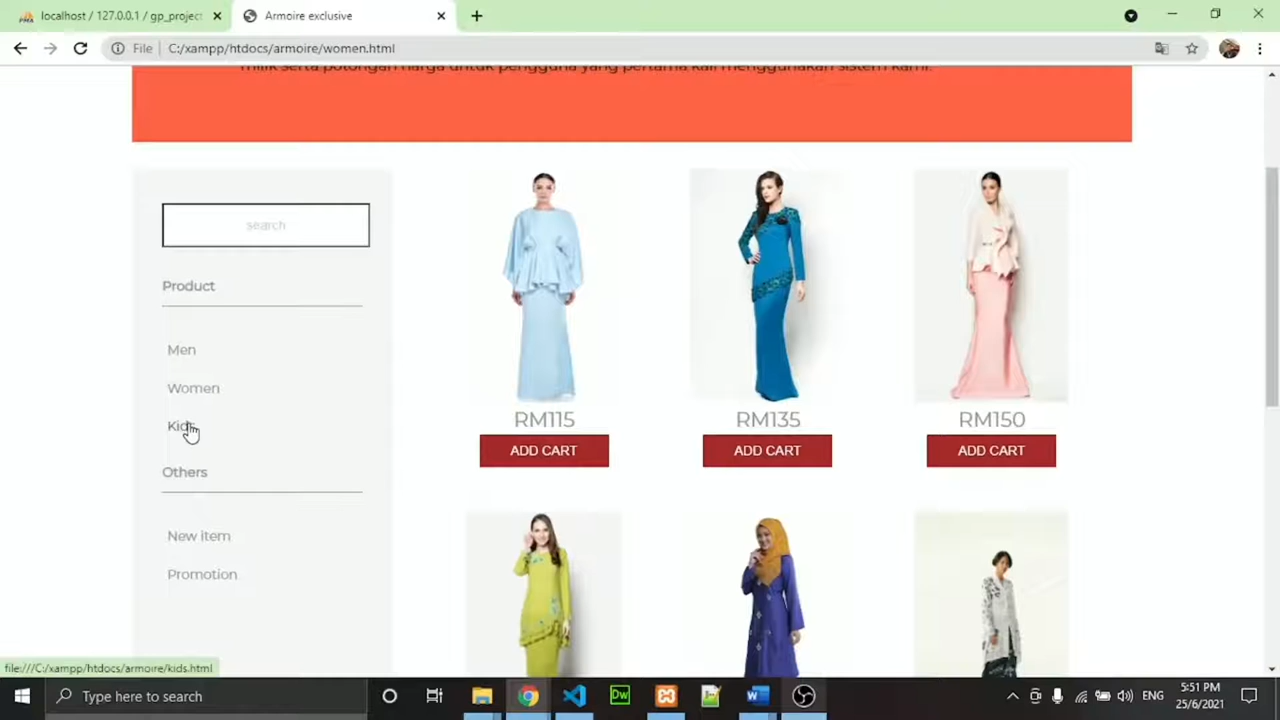 localhost / 127.0.0.1 / gp_project
Armoire exclusive
File
C:/xampp/htdocs/armoire/women.html
milik serta potongan harga untuk pengguna yang pertama kali menggunakan sistem kami.
search
Product
Men
Women
Kids
Others
New item
Promotion
RM115
RM135
RM150
ADD CART
ADD CART
ADD CART
file:///C:/xampp/htdocs/armoire/kids.html
Type here to search
Dw
ENG
5:51 PM
25/6/2021